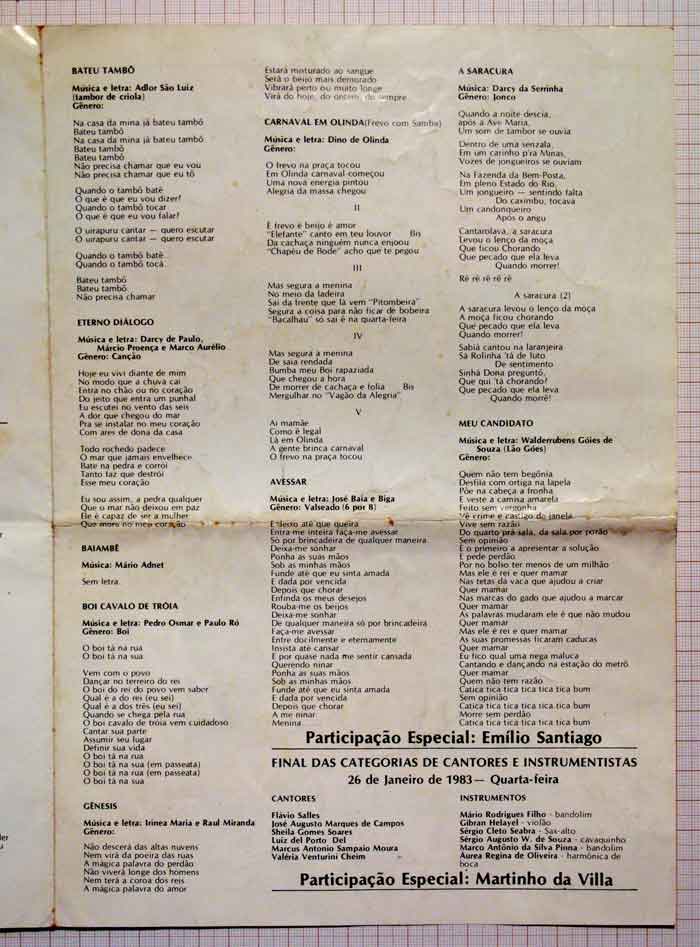 BATEU TAMBÔ
Música e letra: Adlor São Luiz
(tambor de criola)
Gênero:
Na casa da mina já bateu tambô
Bateu tambô
Na casa da mina já bateu tambô
Bateu tambô
Bateu tambô
Não precisa chamar que eu vou
Não precisa chamar que eu tô
Quando o tambô batê
O que é que eu vou dizer?
Quando o tambô tocar
O que é que eu vou falar?
O uirapuru cantar — quero escutar
O uirapuru cantar — quero escutar
Quando o tambô batê
Quando o tambô tocá
Bateu tambô
Bateu tambô
Não precisa chamar
ETERNO DIÁLOGO
Música e letra: Darcy de Paulo,
Márcio Proença e Marco Aurélio
Gênero: Canção
Hoje eu vivi diante de mim
No modo que a chuva cai
Entra no chão ou no coração
Do jeito que entra um punhal
Eu escutei no vento das seis
A dor que chegou do mar
Pra se instalar no meu coração
Com ares de dona da casa
Todo rochedo padece
O mar que jamais envelhece
Bate na pedra e corrói
Tanto faz que destrói
Esse meu coração
Eu sou assim, a pedra qualquer
Que o mar não deixou em paz
Ele é capaz de ser a mulher
Que moro no meu coração
BAIAMBÊ
Música: Mário Adnet
Sem letra.
BOI CAVALO DE TRÓIA
Música e letra: Pedro Osmar e Paulo Ró
Gênero: Boi
O boi tá na rua
O boi tá na sua
Vem com o povo
Dançar no terreiro do rei
O boi do rei do povo vem saber
Qual é a do rei (eu sei)
Qual é a dos três (eu sei)
Quando se chega pela rua
O boi cavalo de tróia vem cuidadoso
Cantar sua parte
Assumir seu lugar
Definir sua vida
O boi tá na rua
O boi tá na sua (em passeata)
O boi tá na rua (em passeata)
O boi tá na sua
GÊNESIS
Música e letra: Irinea Maria e Raul Miranda
Gênero:
Não descerá das altas nuvens
Nem virá da poeira das ruas
A mágica palavra do perdão
Não viverá longe dos homens
Nem terá a coroa dos reis
A mágica palavra do amor
Estará misturado ao sangue
Será o beijo mais demorado
Vibrará perto ou muito longe
Virá do hoje, do ontem, do sempre
CARNAVAL EM OLINDA(Frevo com Samba)
Música e letra: Dino de Olinda
Gênero:
O frevo na praça tocou
Em Olinda carnaval começou
Uma nova energia pintou
Alegria da massa chegou
II
E frevo é beijo é amor
"Elefante" canto em teu louvor Bis
Da cachaça ninguém nunca enjoou
"Chapéu de Bode" acho que te pegou
III
Mas segura a menina
No meio da ladeira
Sai da frente que lá vem "Pitombeira"
Segura a coisa para não ficar de bobeira
"Bacalhau" só sai é na quarta-feira
IV
Mas segura a menina
De saia rendada
Bumba meu Boi rapaziada
Que chegou a hora
De morrer de cachaça e folia Bis
Mergulhar no "Vagão da Alegria"
V
Ai mamãe
Como é legal
Lá em Olinda
A gente brinca carnaval
O frevo na praça tocou
AVESSAR
Música e letra: José Baia e Biga
Gênero: Valseado (6 por 8)
até que queira
Entra-me inteira faça-me avessar
Só por brincadeira de qualquer maneira
Deixa-me sonhar
Ponha as suas mãos
Sob as minhas mãos
Funde até que eu sinta amada
E dada por vencida
Depois que chorar
Enfinda os meus desejos
Rouba-me os beijos
Deixa-me sonhar
De qualquer maneira só por brincadeira
Faça-me avessar
Entre docilmente e eternamente
Insista até cansar
E por quase nada me sentir cansada
Querendo ninar
Ponha as suas mãos
Sob as minhas mãos
Funde até que eu sinta amada
E dada por vencida
Depois que chorar
A me ninar
Menina
A SARACURA
Música: Darcy da Serrinha
Gênero: Jonco
Quando a noite descia,
após a Ave Maria,
Um som de tambor se ouvia
Dentro de uma senzala,
Em um carinho p'ra Minas,
Vozes de jongueiros se ouviam
Na Fazenda da Bem-Posta,
Em pleno Estado do Rio,
Um jongueiro — sentindo falta
Do caximbu, tocava
Um candonqueiro
Após o angu
Cantarolava, a saracura
Levou o lenço da moça
Que ficou Chorando
Que pecado que ela leva
Quando morrer!
Rê rê rê rê rê
A saracura (2)
A saracura levou o lenço da moça
A moça ficou chorando
Que pecado que ela leva
Quando morrer!
Sabiá cantou na laranjeira
Sá Rolinha 'tá de luto
De sentimento
Sinhá Dona preguntô,
Que qui 'tá chorando?
Que pecado que ela leva
Quando morrê!
MEU CANDIDATO
Música e letra: Walderrubens Góies de
Souza (Lão Góes)
Gênero:
Quem não tem begônia
Desfila com ortiga na lapela
Põe na cabeça a fronha
E veste a camisa amarela
Feito sem vergonha
Vê crime e castigo de janela
Vive sem razão
Do quarto prá sala, da sala por porão
Sem opinião
E o primeiro a apresentar a solução
E pede perdão
Por no bolso ter menos de um milhão
Mas ele é rei e quer mamar
Nas tetas da vaca que ajudou a criar
Quer mamar
Nas marcas do gado que ajudou a marcar
Quer mamar
As palavras mudaram ele é que não mudou
Quer mamar
Mas ele é rei e quer mamar
As suas promessas ficaram caducas
Quer mamar
Eu fico qual uma nega maluca
Cantando e dançando na estação do metrô
Quer mamar
Quem não tem razão
Catica tica tica tica tica tica bum
Sem opinião
Catica tica tica tica tica tica bum
Morre sem perdão
Catica tica tica tica tica tica bum
Participação Especial: Emílio Santiago
FINAL DAS CATEGORIAS DE CANTORES E INSTRUMENTISTAS
26 de Janeiro de 1983— Quarta-feira
CANTORES
Flávio Salles
José Augusto Marques de Campos
Sheila Gomes Soares
Luiz del Porto Del
Marcus Antonio Sampaio Moura
Valéria Venturini Cheim
INSTRUMENTOS
Mário Rodrigues Filho - bandolim
Gibran Helayel - violão
Sérgio Cleto Seabra - Sax-alto
Sérgio Augusto W. de Souza - cavaquinho
Marco Antônio da Silva Pinna - bandolim
Áurea Regina de Oliveira - harmônica de
boca
Participação Especial: Martinho da Villa